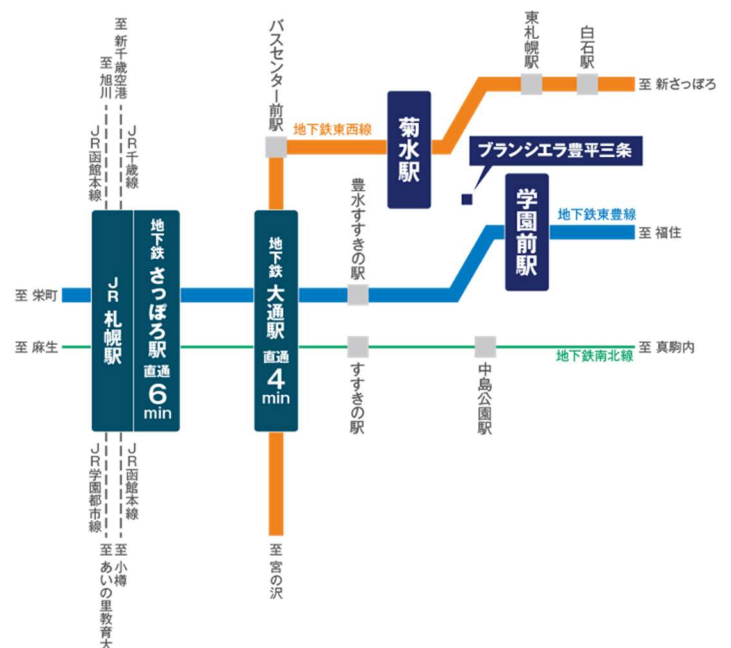 至 新千歳空港
至 旭川
JR函館本線
JR千歳線
バスセンター前駅
地下鉄東西線
菊水駅
東札幌駅
白石駅
至 新さっぽろ
ブランシエラ豊平三条
学園前駅
地下鉄東豊線
至 福住
豊水すすきの駅
至 栄町
至 麻生
JR 札幌駅
地下鉄 さっぽろ駅
直通
6
min
地下鉄 大通駅
直通
4
min
すすきの駅
中島公園駅
地下鉄南北線
至 真駒内
JR学園都市線
JR函館本線
至 あいの里教育大
至 小樽
至 宮の沢